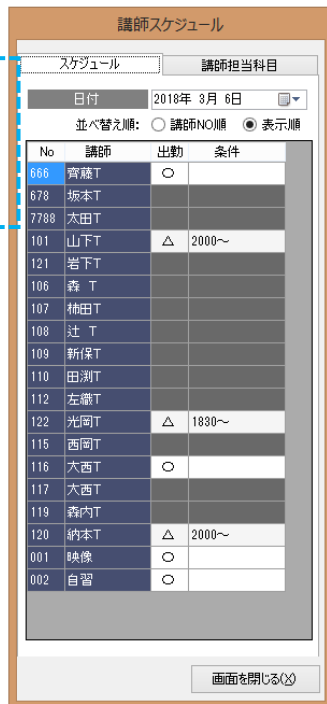 講師スケジュール
スケジュール 講師担当科目
日付 2018年 3月 6日
並べ替え順: 講師NO順 表示順
No 講師 出勤 条件
666 齊藤T ○
678 坂本T
7788 太田T
101 山下T △ 2000~
121 岩下T
106 森 T
107 柿田T
108 辻 T
109 新保T
110 田渕T
112 左織T
122 光岡T △ 1830~
115 西岡T
116 大西T ○
117 大西T
119 森内T
120 納本T △ 2000~
001 映像 ○
002 自習 ○
画面を閉じる(X)